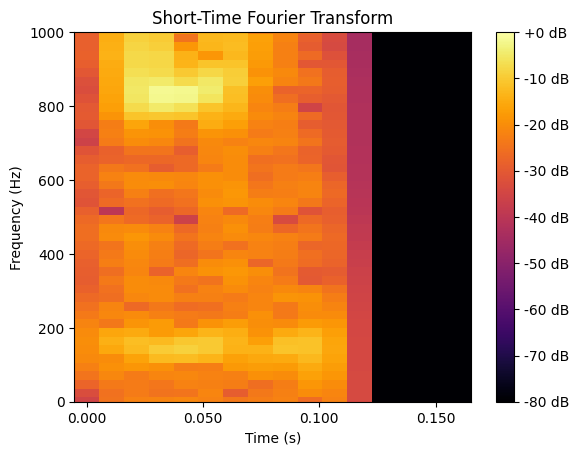 Short-Time Fourier Transform
1000
800
600
400
200
0
Frequency (Hz)
0.000
0.050
0.100
0.150
Time (s)
+0 dB
-10 dB
-20 dB
-30 dB
-40 dB
-50 dB
-60 dB
-70 dB
-80 dB